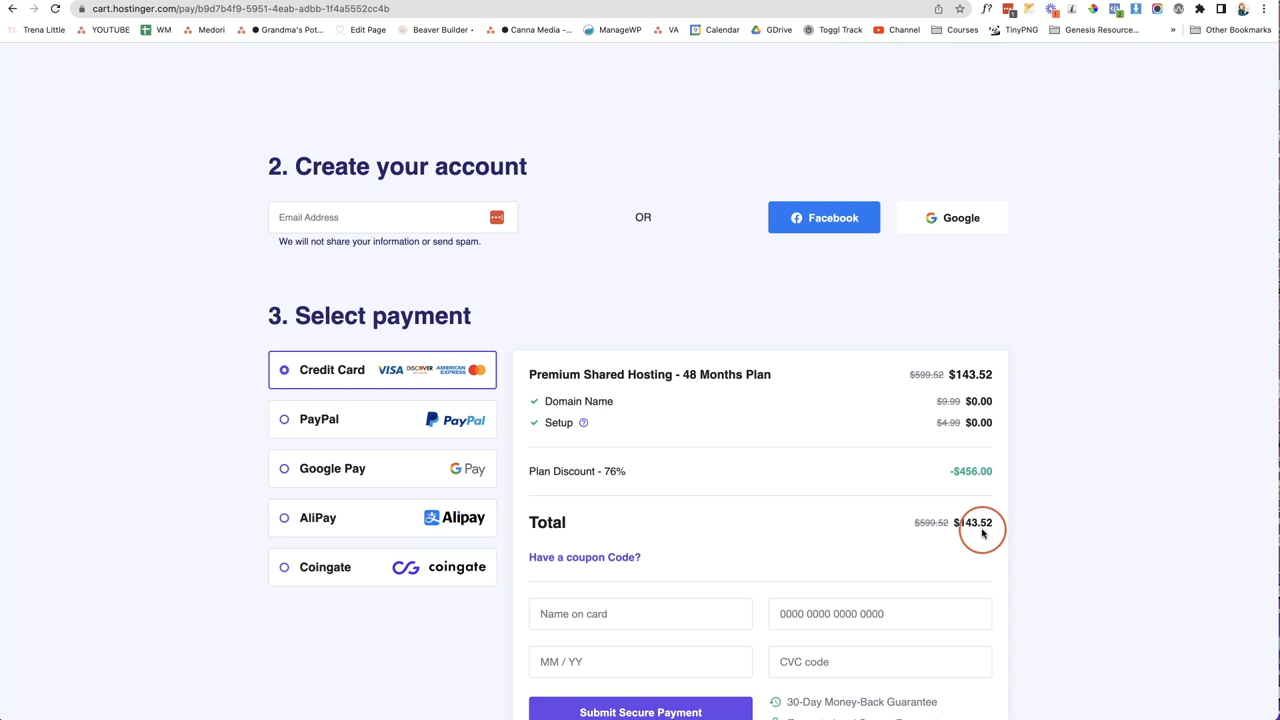 cart.hostinger.com/pay/b9d7b4f9-5951-4eab-adbb-1f4a5552cc4b
Trena Little YOUTUBE WM Medori Grandma's Pot... Edit Page Beaver Builder Canna Media -... ManageWP VA Calendar GDrive Toggl Track Channel Courses TinyPNG Genesis Resource... » Other Bookmarks
2. Create your account
Email Address
OR
Facebook
Google
We will not share your information or send spam.
3. Select payment
Credit Card VISA DISCOVER AMERICAN EXPRESS
PayPal PayPal
Google Pay G Pay
AliPay Alipay
Coingate coingate
Premium Shared Hosting - 48 Months Plan $599.52 $143.52
Domain Name $9.99 $0.00
Setup $4.99 $0.00
Plan Discount - 76% -$456.00
Total $599.52 $143.52
Have a coupon Code?
Name on card 0000 0000 0000 0000
MM / YY CVC code
Submit Secure Payment
30-Day Money-Back Guarantee